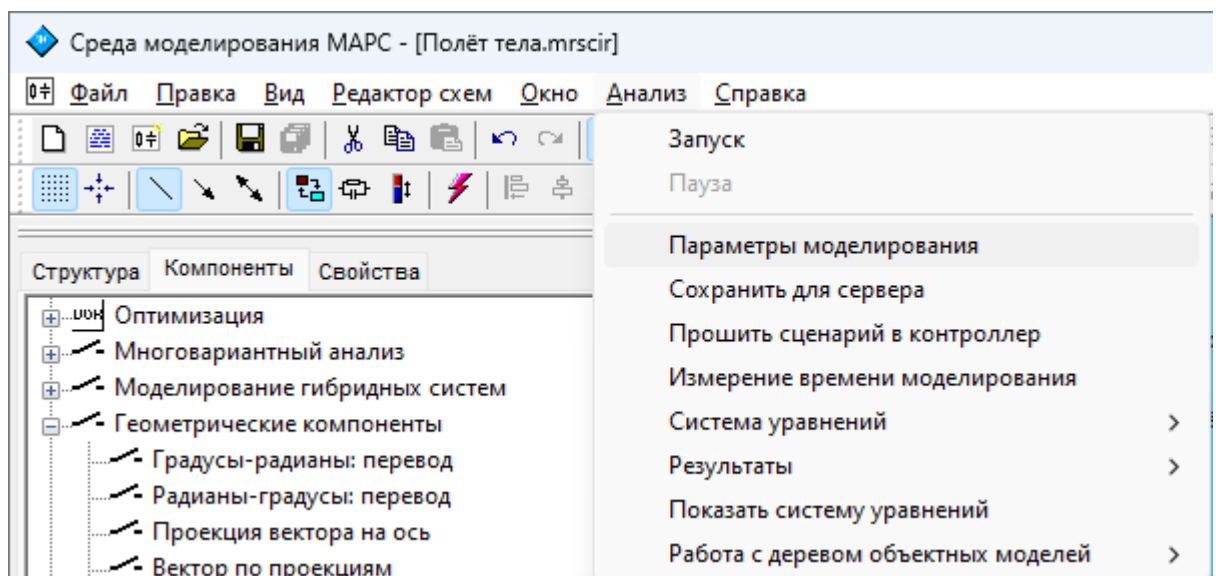 Среда моделирования МАРС - [Полёт тела.mrscir]
Файл Правка Вид Редактор схем Окно Анализ Справка
Запуск
Пауза
Параметры моделирования
Сохранить для сервера
Прошить сценарий в контроллер
Измерение времени моделирования
Система уравнений
Результаты
Показать систему уравнений
Работа с деревом объектных моделей
Структура Компоненты Свойства
Оптимизация
Многовариантный анализ
Моделирование гибридных систем
Геометрические компоненты
Градусы-радианы: перевод
Радианы-градусы: перевод
Проекция вектора на ось
Вектор по проекциям